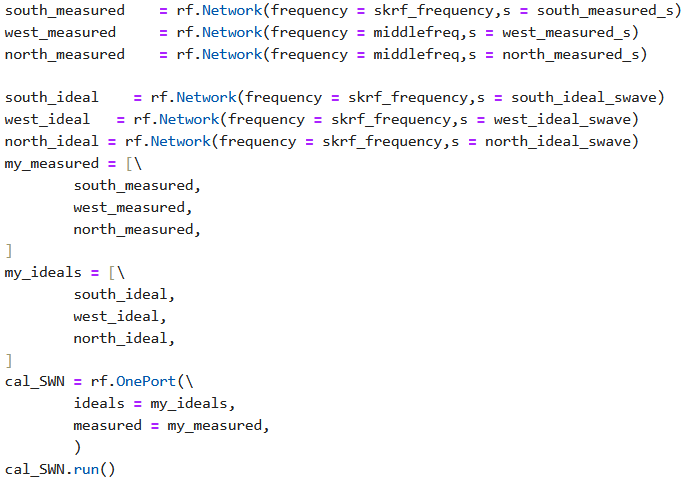 south_measured    = rf.Network(frequency = skrf_frequency,s = south_measured_s)
west_measured     = rf.Network(frequency = middlefreq,s = west_measured_s)
north_measured    = rf.Network(frequency = middlefreq,s = north_measured_s)

south_ideal    = rf.Network(frequency = skrf_frequency,s = south_ideal_swave)
west_ideal   = rf.Network(frequency = skrf_frequency,s = west_ideal_swave)
north_ideal = rf.Network(frequency = skrf_frequency,s = north_ideal_swave)
my_measured = [\
        south_measured,
        west_measured,
        north_measured,
]
my_ideals = [\
        south_ideal,
        west_ideal,
        north_ideal,
]
cal_SWN = rf.OnePort(\
        ideals = my_ideals,
        measured = my_measured,
        )
cal_SWN.run()